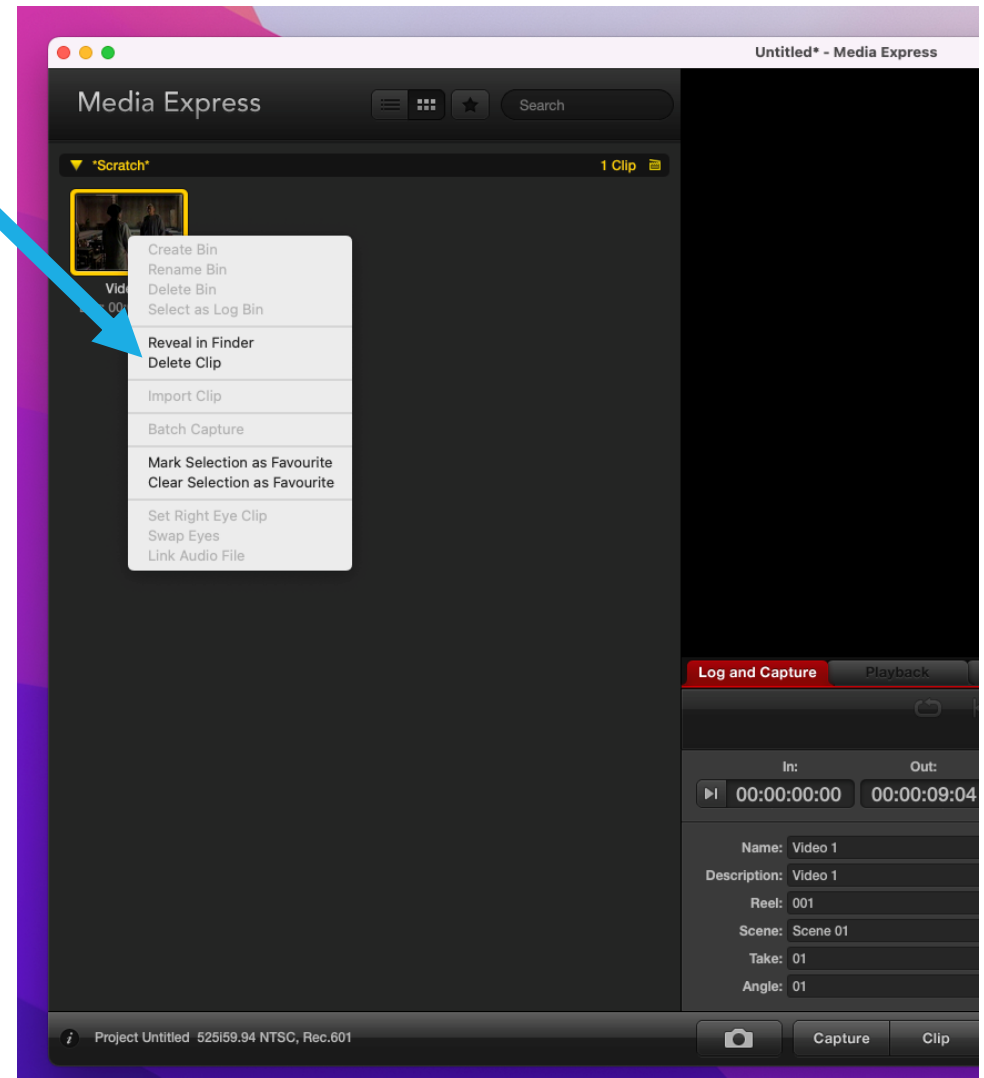 Untitled* - Media Express
Media Express
Search
*Scratch*
1 Clip
Create Bin
Rename Bin
Delete Bin
Select as Log Bin
Reveal in Finder
Delete Clip
Import Clip
Batch Capture
Mark Selection as Favourite
Clear Selection as Favourite
Set Right Eye Clip
Swap Eyes
Link Audio File
Log and Capture
Playback
In:
Out:
00:00:00:00
00:00:09:04
Name: Video 1
Description: Video 1
Reel: 001
Scene: Scene 01
Take: 01
Angle: 01
Project Untitled 525i59.94 NTSC, Rec.601
Capture
Clip